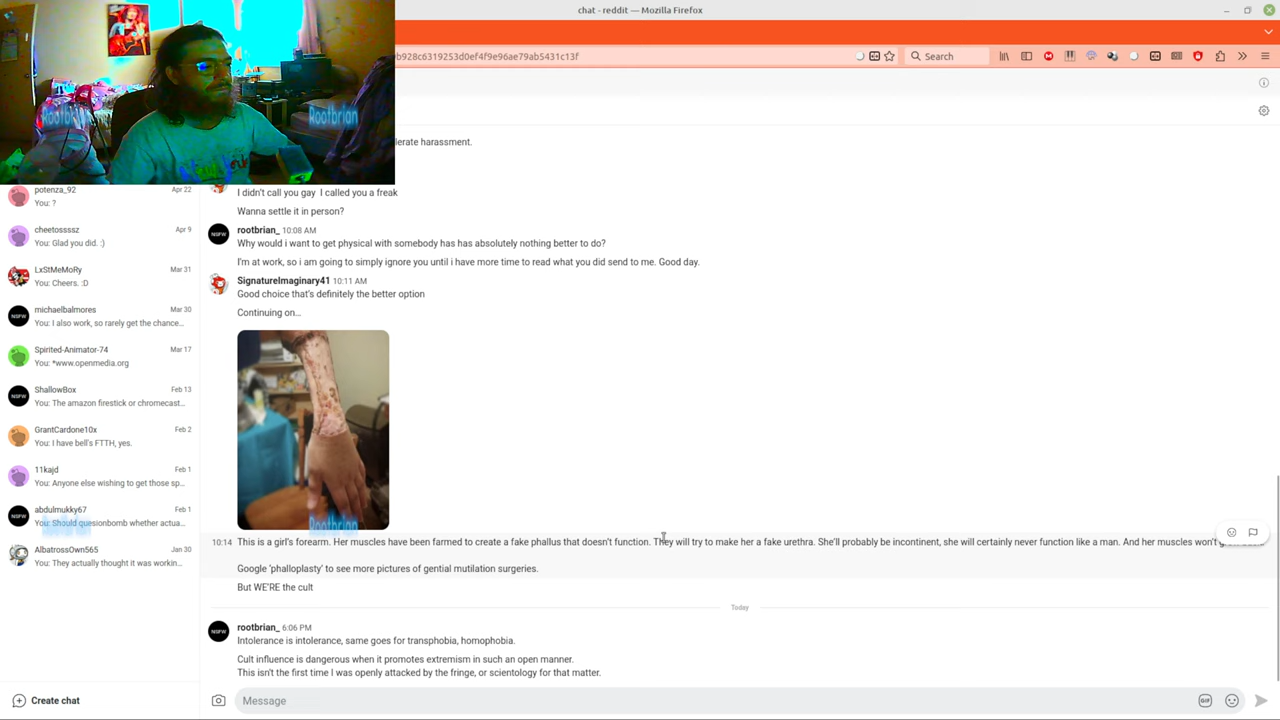 chat - reddit — Mozilla Firefox
b928c6319253d0ef4f9e96ae79ab5431c13f
Search
Rootbrian
Rootbrian
lerate harassment.
I didn't call you gay I called you a freak
Wanna settle it in person?
rootbrian_ 10:08 AM
Why would i want to get physical with somebody has has absolutely nothing better to do?
I'm at work, so i am going to simply ignore you until i have more time to read what you did send to me. Good day.
SignatureImaginary41 10:11 AM
Good choice that's definitely the better option
Continuing on...
Rootbrian
10:14 This is a girl's forearm. Her muscles have been farmed to create a fake phallus that doesn't function. They will try to make her a fake urethra. She'll probably be incontinent, she will certainly never function like a man. And her muscles won't
Google 'phalloplasty' to see more pictures of gential mutilation surgeries.
But WE'RE the cult
Today
rootbrian_ 6:06 PM
Intolerance is intolerance, same goes for transphobia, homophobia.
Cult influence is dangerous when it promotes extremism in such an open manner.
This isn't the first time I was openly attacked by the fringe, or scientology for that matter.
Message
GIF
potenza_92 Apr 22
You: ?
cheetossssz Apr 9
You: Glad you did. :)
LxStMeMoRy Mar 31
You: Cheers. :D
NSFW
michaelbalmores Mar 30
You: I also work, so rarely get the chance...
Spirited-Animator-74 Mar 17
You: *www.openmedia.org
NSFW
ShallowBox Feb 13
You: The amazon firestick or chromecast...
GrantCardone10x Feb 2
You: I have bell's FTTH, yes.
11kajd Feb 1
You: Anyone else wishing to get those sp...
NSFW
abdulmukky67 Feb 1
You: Should quesionbomb whether actua...
AlbatrossOwn565 Jan 30
You: They actually thought it was workin...
Create chat
NSFW
NSFW